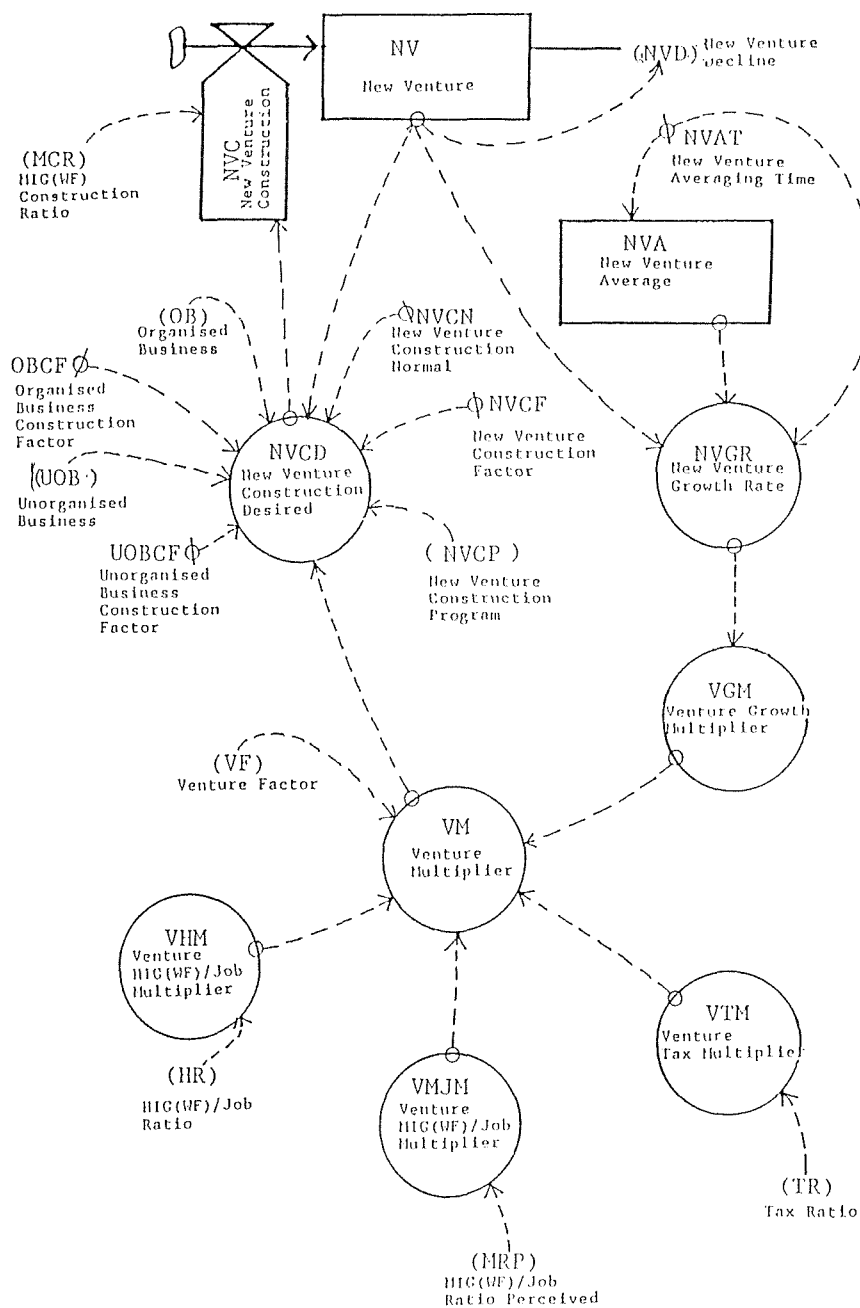 NV
New Venture
(NVD)
New Venture
Decline
NVC
New Venture
Construction
(MCR)
MIG(WF)
Construction
Ratio
NVAT
New Venture
Averaging Time
NVA
New Venture
Average
(OB)
Organised
Business
NVCN
New Venture
Construction
Normal
OBCF
Organised
Business
Construction
Factor
NVCF
New Venture
Construction
Factor
NVCD
New Venture
Construction
Desired
NVGR
New Venture
Growth Rate
(UOB)
Unorganised
Business
UOBCF
Unorganised
Business
Construction
Factor
(NVCP)
New Venture
Construction
Program
VGM
Venture Growth
Multiplier
(VF)
Venture Factor
VM
Venture
Multiplier
VHM
Venture
HIG(WF)/Job
Multiplier
VTM
Venture
Tax Multiplier
(HR)
HIG(WF)/Job
Ratio
VMJM
Venture
MIG(WF)/Job
Multiplier
(TR)
Tax Ratio
(MRP)
MIG(WF)/Job
Ratio Perceived